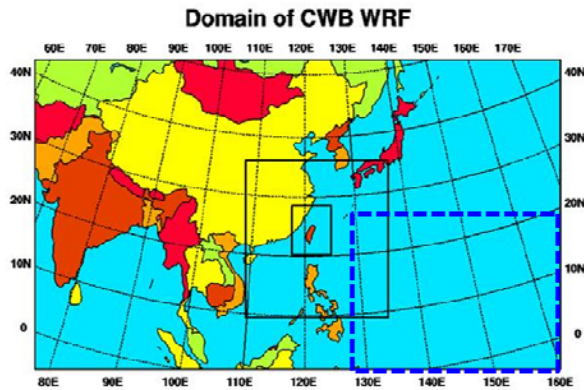 Domain of CWB WRF
60E 70E 80E 90E 100E 110E 120E 130E 140E 150E 160E 170E
40N 40N
30N 30N
20N 20N
10N 10N
0 0
80E 90E 100E 110E 120E 130E 140E 150E 160E